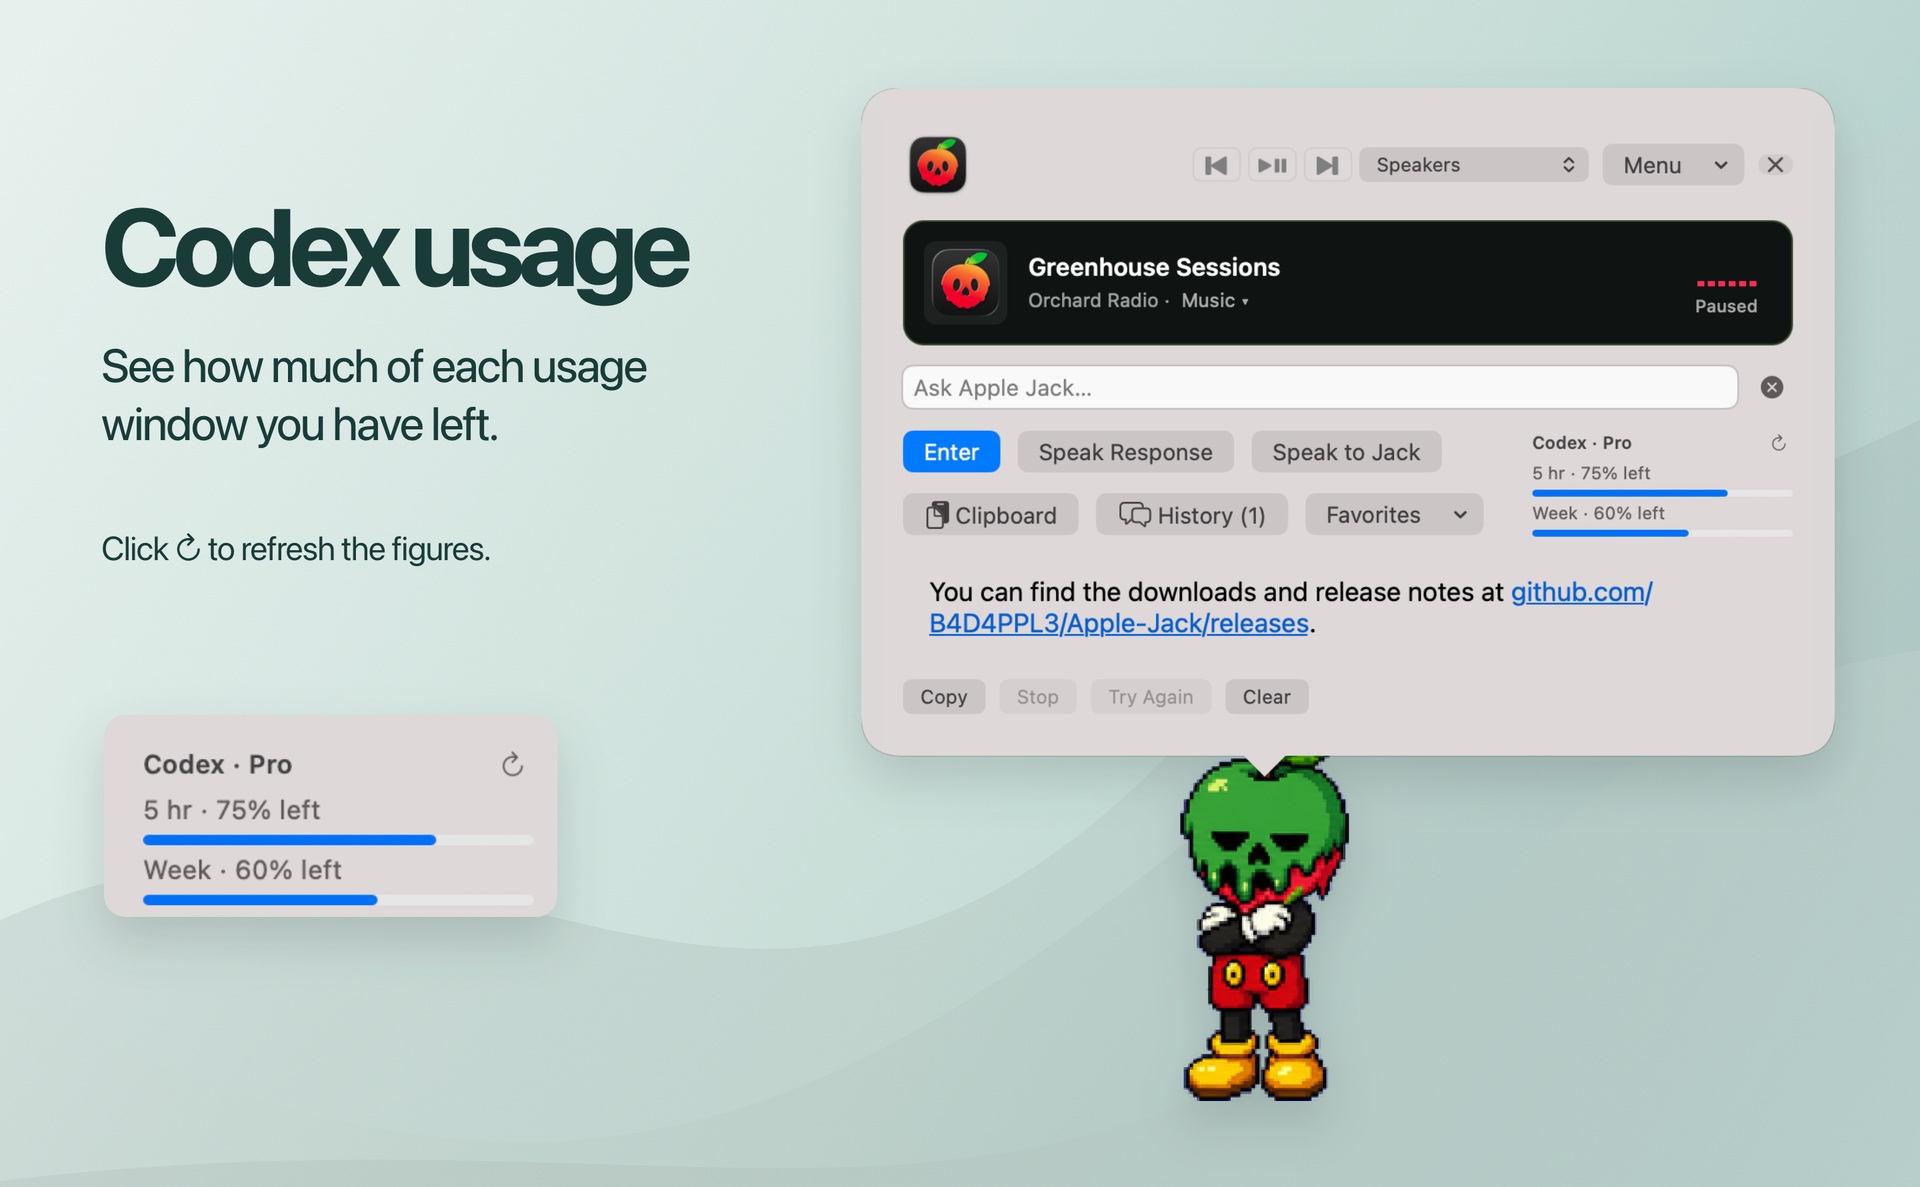 Codex usage
See how much of each usage
window you have left.
Click ↻ to refresh the figures.
Codex · Pro
5 hr · 75% left
Week · 60% left
Speakers
Menu
Greenhouse Sessions
Orchard Radio · Music ▾
Paused
Ask Apple Jack...
Enter
Speak Response
Speak to Jack
Clipboard
History (1)
Favorites
Codex · Pro
5 hr · 75% left
Week · 60% left
You can find the downloads and release notes at github.com/
B4D4PPL3/Apple-Jack/releases.
Copy
Stop
Try Again
Clear